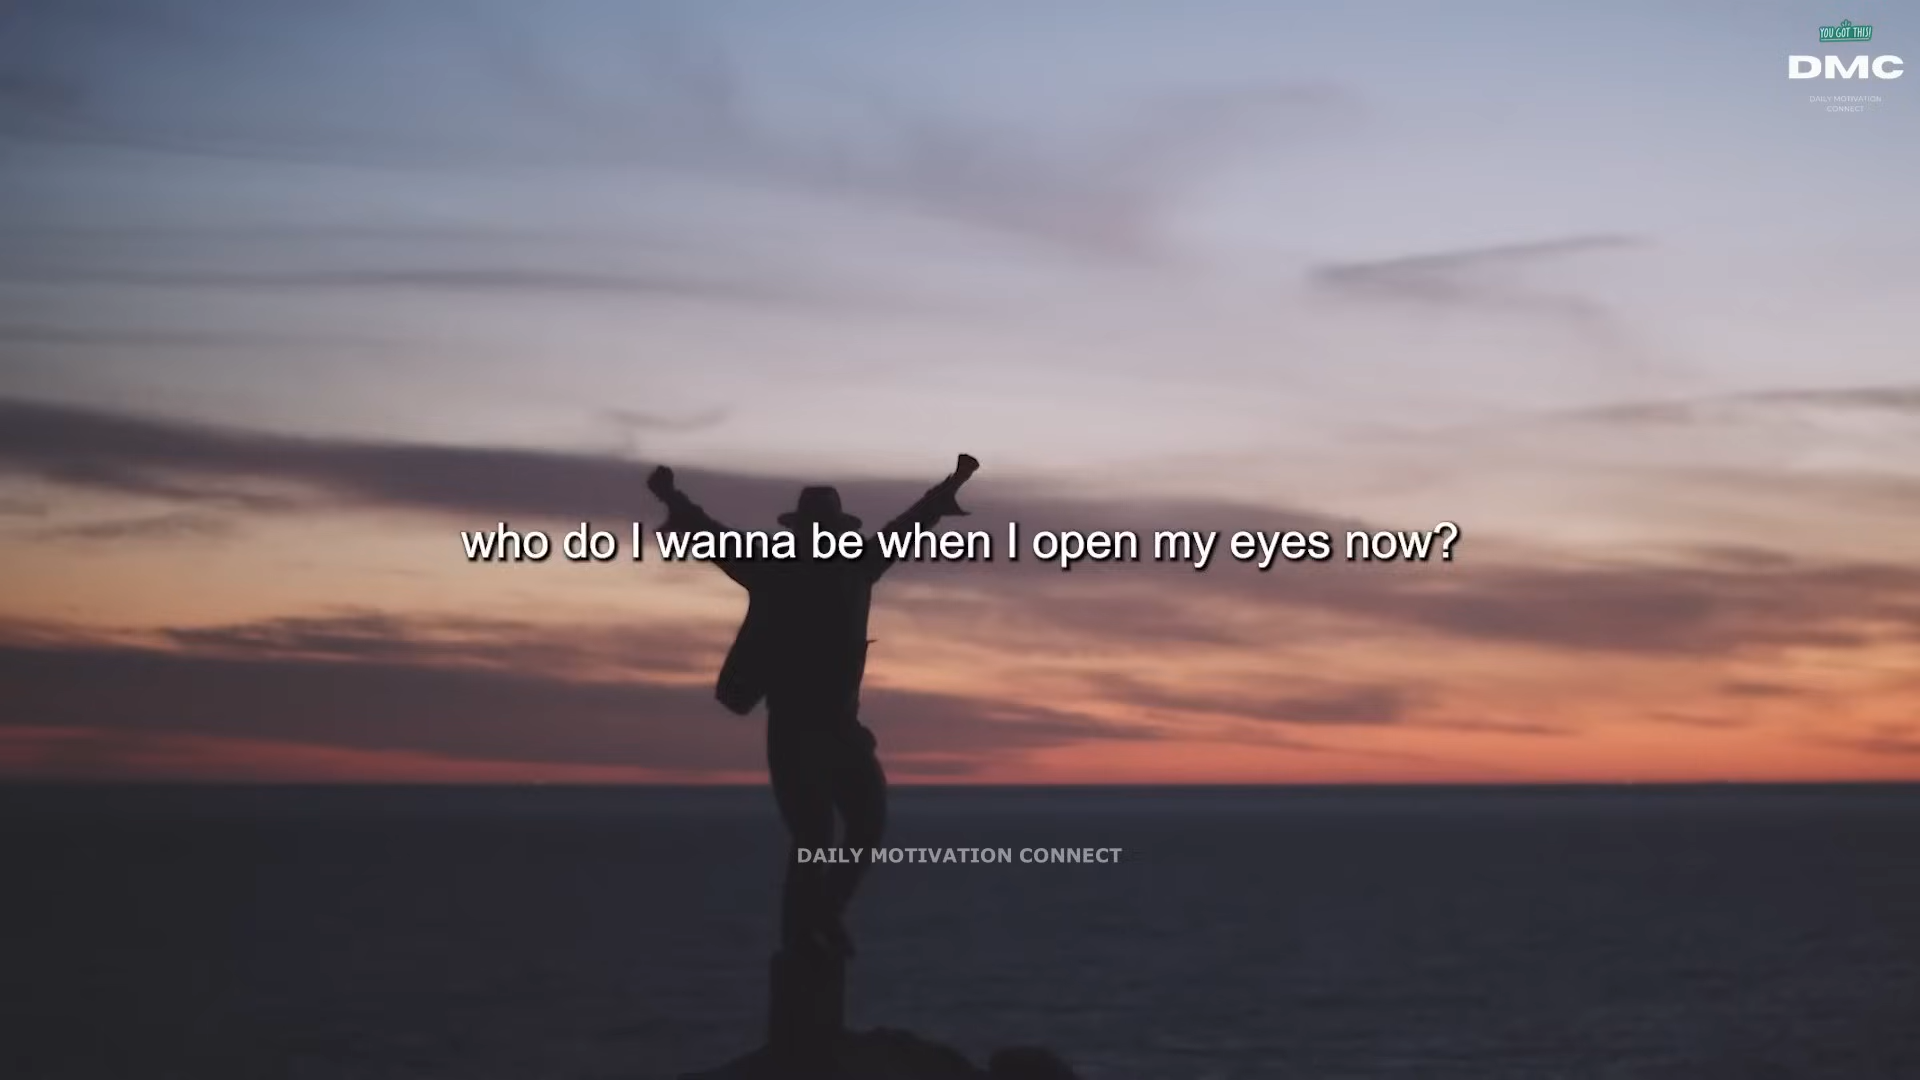 YOU GOT THIS!
DMC
DAILY MOTIVATION
CONNECT
who do I wanna be when I open my eyes now?
DAILY MOTIVATION CONNECT